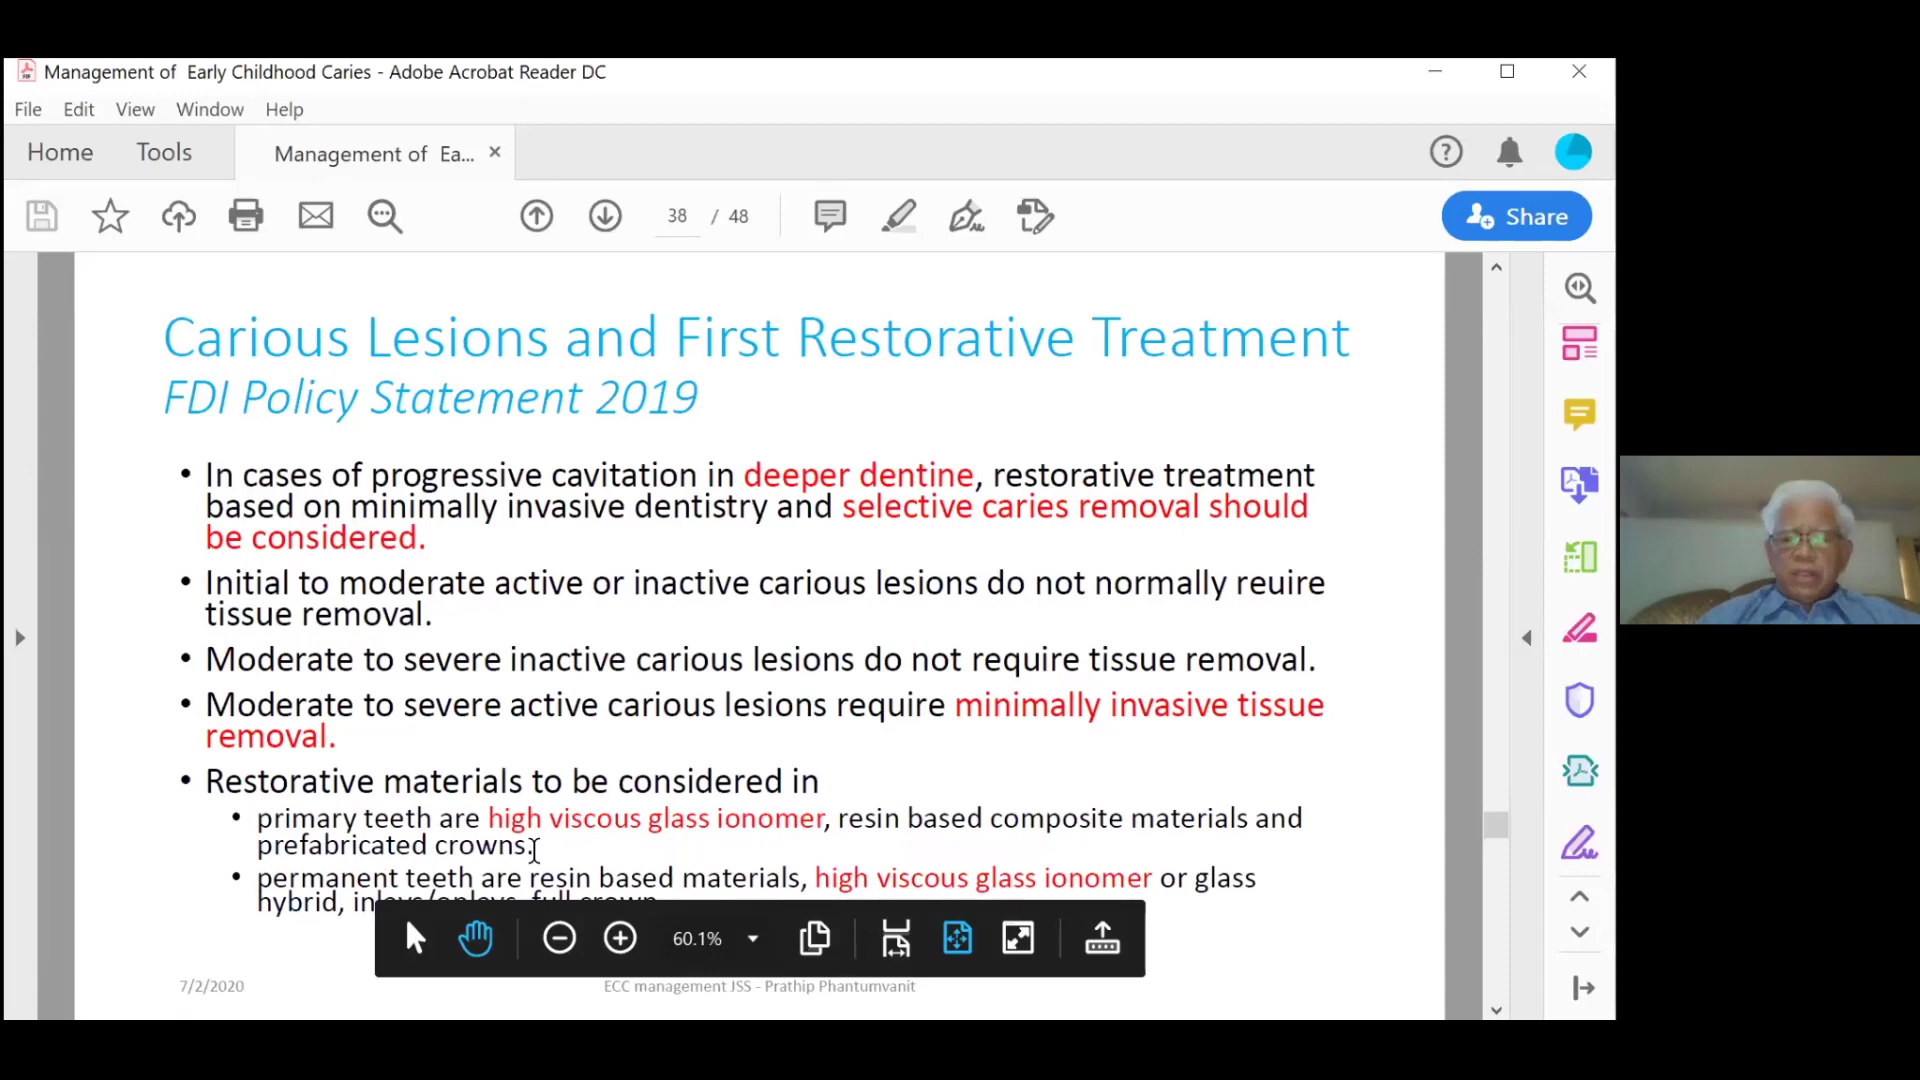 Management of Early Childhood Caries - Adobe Acrobat Reader DC
File Edit View Window Help
Home Tools Management of Ea...
38 / 48
Share
Carious Lesions and First Restorative Treatment
FDI Policy Statement 2019
• In cases of progressive cavitation in deeper dentine, restorative treatment
based on minimally invasive dentistry and selective caries removal should
be considered.
• Initial to moderate active or inactive carious lesions do not normally reuire
tissue removal.
• Moderate to severe inactive carious lesions do not require tissue removal.
• Moderate to severe active carious lesions require minimally invasive tissue
removal.
• Restorative materials to be considered in
• primary teeth are high viscous glass ionomer, resin based composite materials and
prefabricated crowns.
• permanent teeth are resin based materials, high viscous glass ionomer or glass
hybrid, inlays/onlays, full crown
60.1%
7/2/2020
ECC management JSS - Prathip Phantumvanit